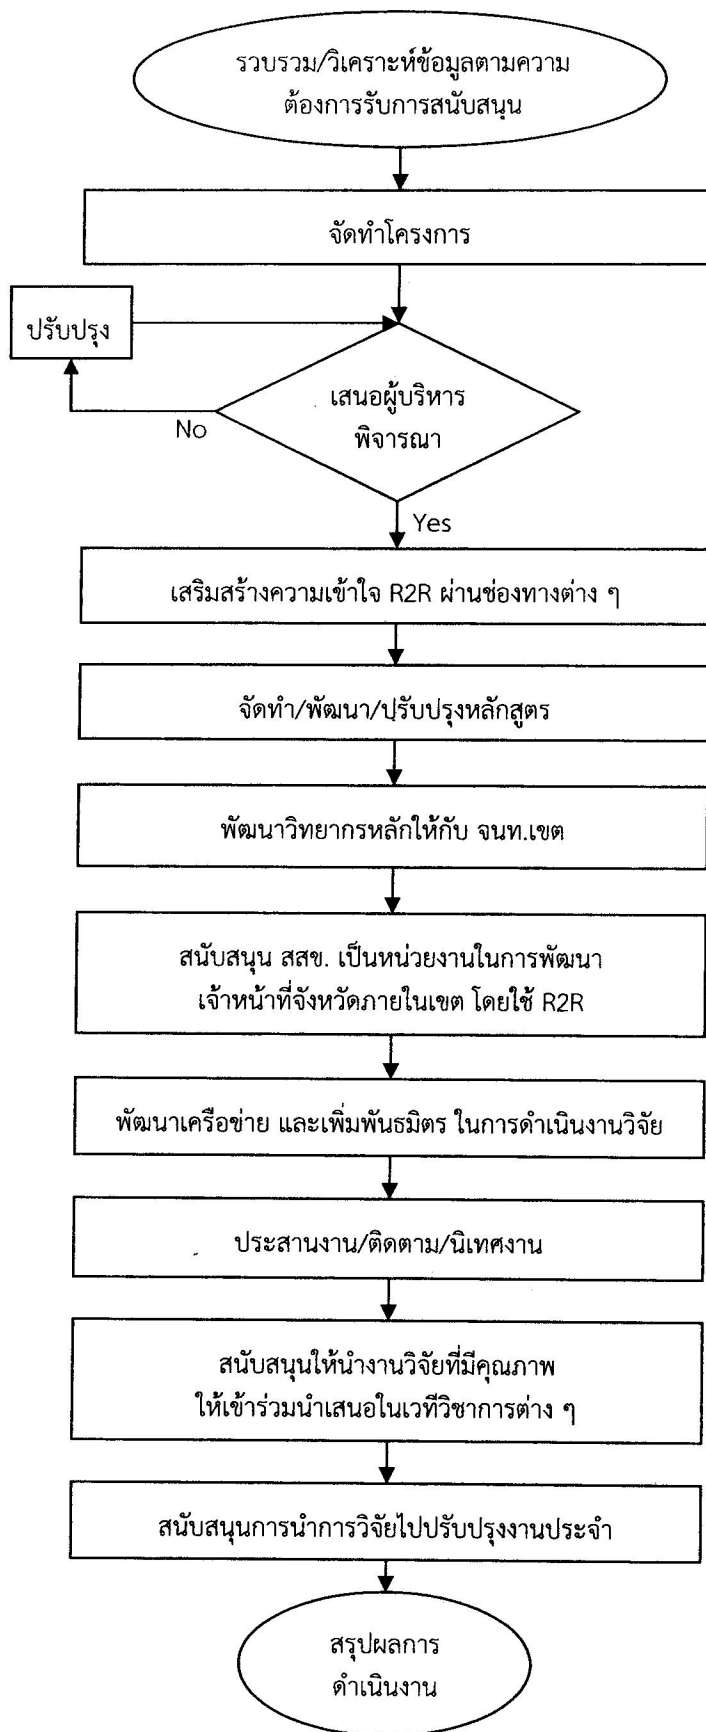 รวบรวม/วิเคราะห์ข้อมูลตามความ
ต้องการรับการสนับสนุน
จัดทำโครงการ
ปรับปรุง
เสนอผู้บริหาร
พิจารณา
No
Yes
เสริมสร้างความเข้าใจ R2R ผ่านช่องทางต่าง ๆ
จัดทำ/พัฒนา/ปรับปรุงหลักสูตร
พัฒนาวิทยากรหลักให้กับ จนท.เขต
สนับสนุน สสข. เป็นหน่วยงานในการพัฒนา
เจ้าหน้าที่จังหวัดภายในเขต โดยใช้ R2R
พัฒนาเครือข่าย และเพิ่มพันธมิตร ในการดำเนินงานวิจัย
ประสานงาน/ติดตาม/นิเทศงาน
สนับสนุนให้นำงานวิจัยที่มีคุณภาพ
ให้เข้าร่วมนำเสนอในเวทีวิชาการต่าง ๆ
สนับสนุนการนำการวิจัยไปปรับปรุงงานประจำ
สรุปผลการ
ดำเนินงาน